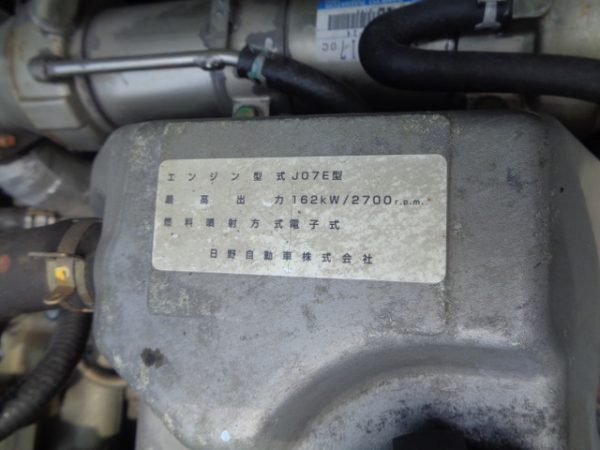 エンジン型式J07E型
最高出力162kW/2700r.p.m.
燃料噴射方式電子式
日野自動車株式会社